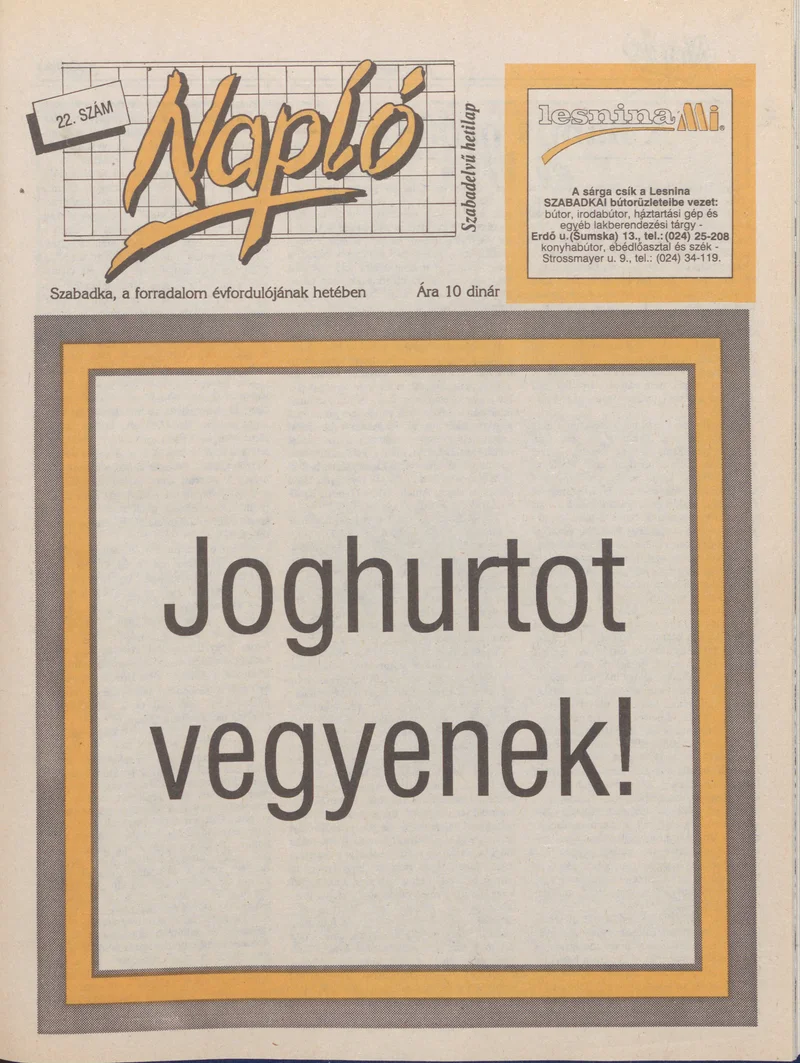 22. SZÁM
Napló
Szabadelvű hetilap
Szabadka, a forradalom évfordulójának hetében
Ára 10 dinár
lesnina Mi®
A sárga csík a Lesnina
SZABADKAI bútorüzleteibe vezet:
bútor, irodabútor, háztartási gép és
egyéb lakberendezési tárgy -
Erdő u.(Šumska) 13., tel.:(024) 25-208
konyhabútor, ebédlőasztal és szék -
Strossmayer u. 9., tel.: (024) 34-119.
Joghurtot
vegyenek!